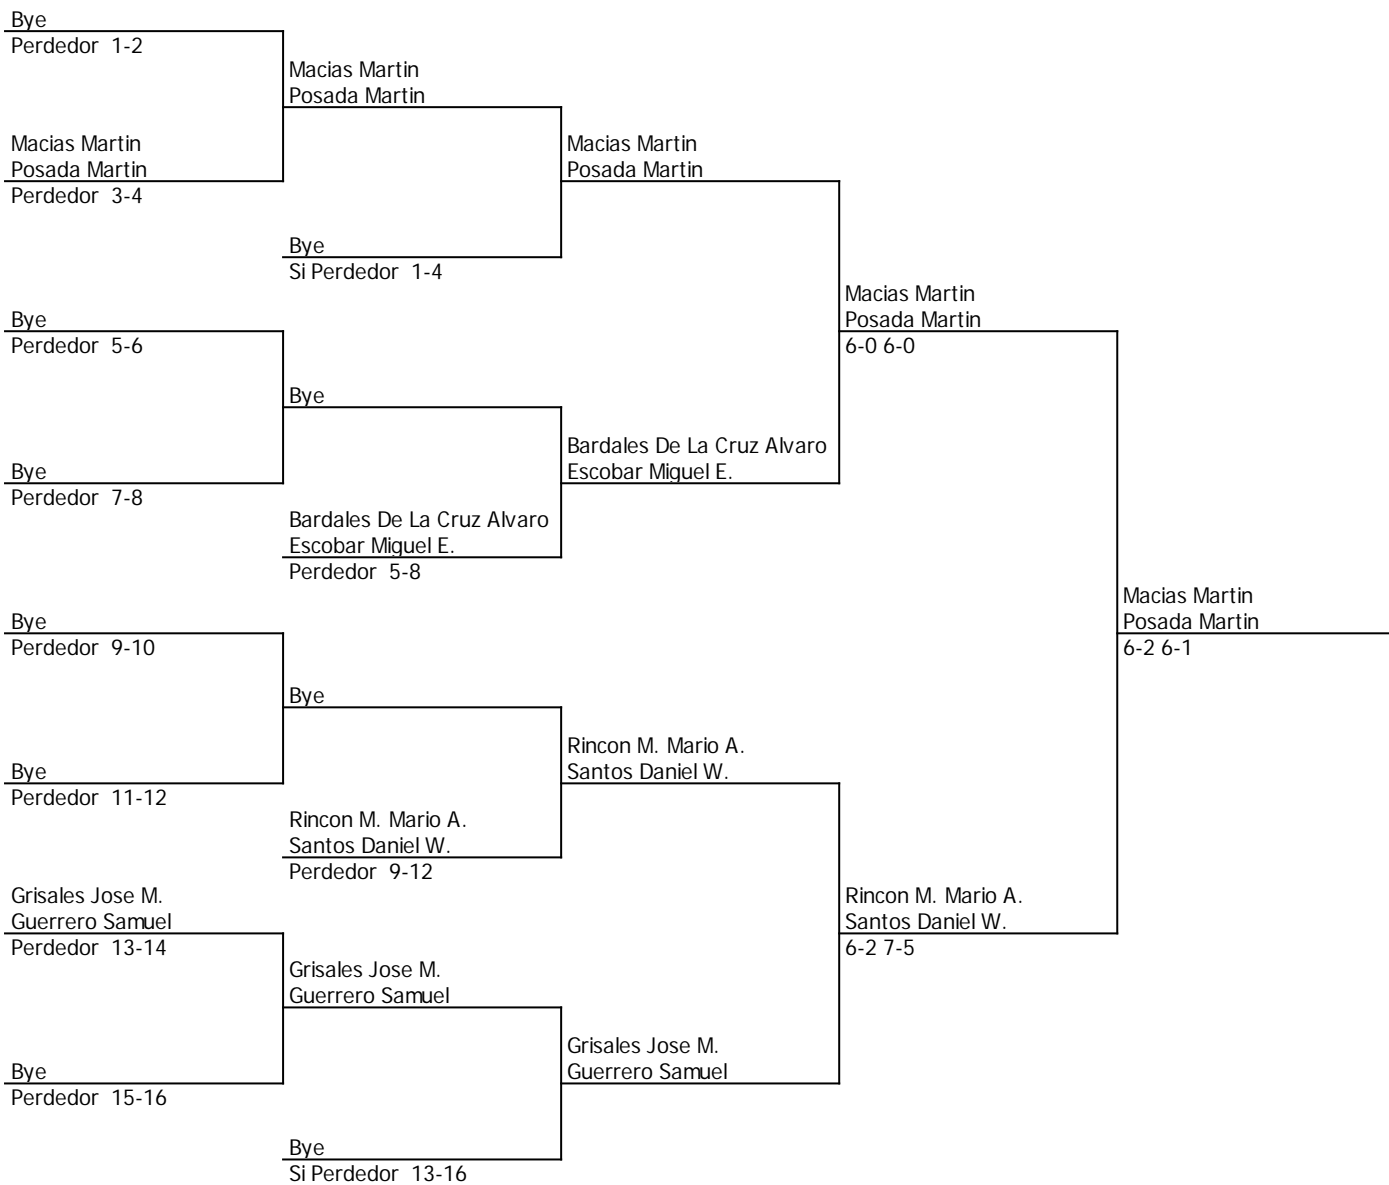 Bye
Perdedor 1-2
Macias Martin
Posada Martin
Perdedor 3-4
Bye
Perdedor 5-6
Bye
Perdedor 7-8
Bye
Perdedor 9-10
Bye
Perdedor 11-12
Grisales Jose M.
Guerrero Samuel
Perdedor 13-14
Bye
Perdedor 15-16
Macias Martin
Posada Martin
Bye
Si Perdedor 1-4
Bye
Bardales De La Cruz Alvaro
Escobar Miguel E.
Perdedor 5-8
Bye
Rincon M. Mario A.
Santos Daniel W.
Perdedor 9-12
Grisales Jose M.
Guerrero Samuel
Bye
Si Perdedor 13-16
Macias Martin
Posada Martin
Bardales De La Cruz Alvaro
Escobar Miguel E.
Rincon M. Mario A.
Santos Daniel W.
Grisales Jose M.
Guerrero Samuel
Macias Martin
Posada Martin
6-0 6-0
Rincon M. Mario A.
Santos Daniel W.
6-2 7-5
Macias Martin
Posada Martin
6-2 6-1